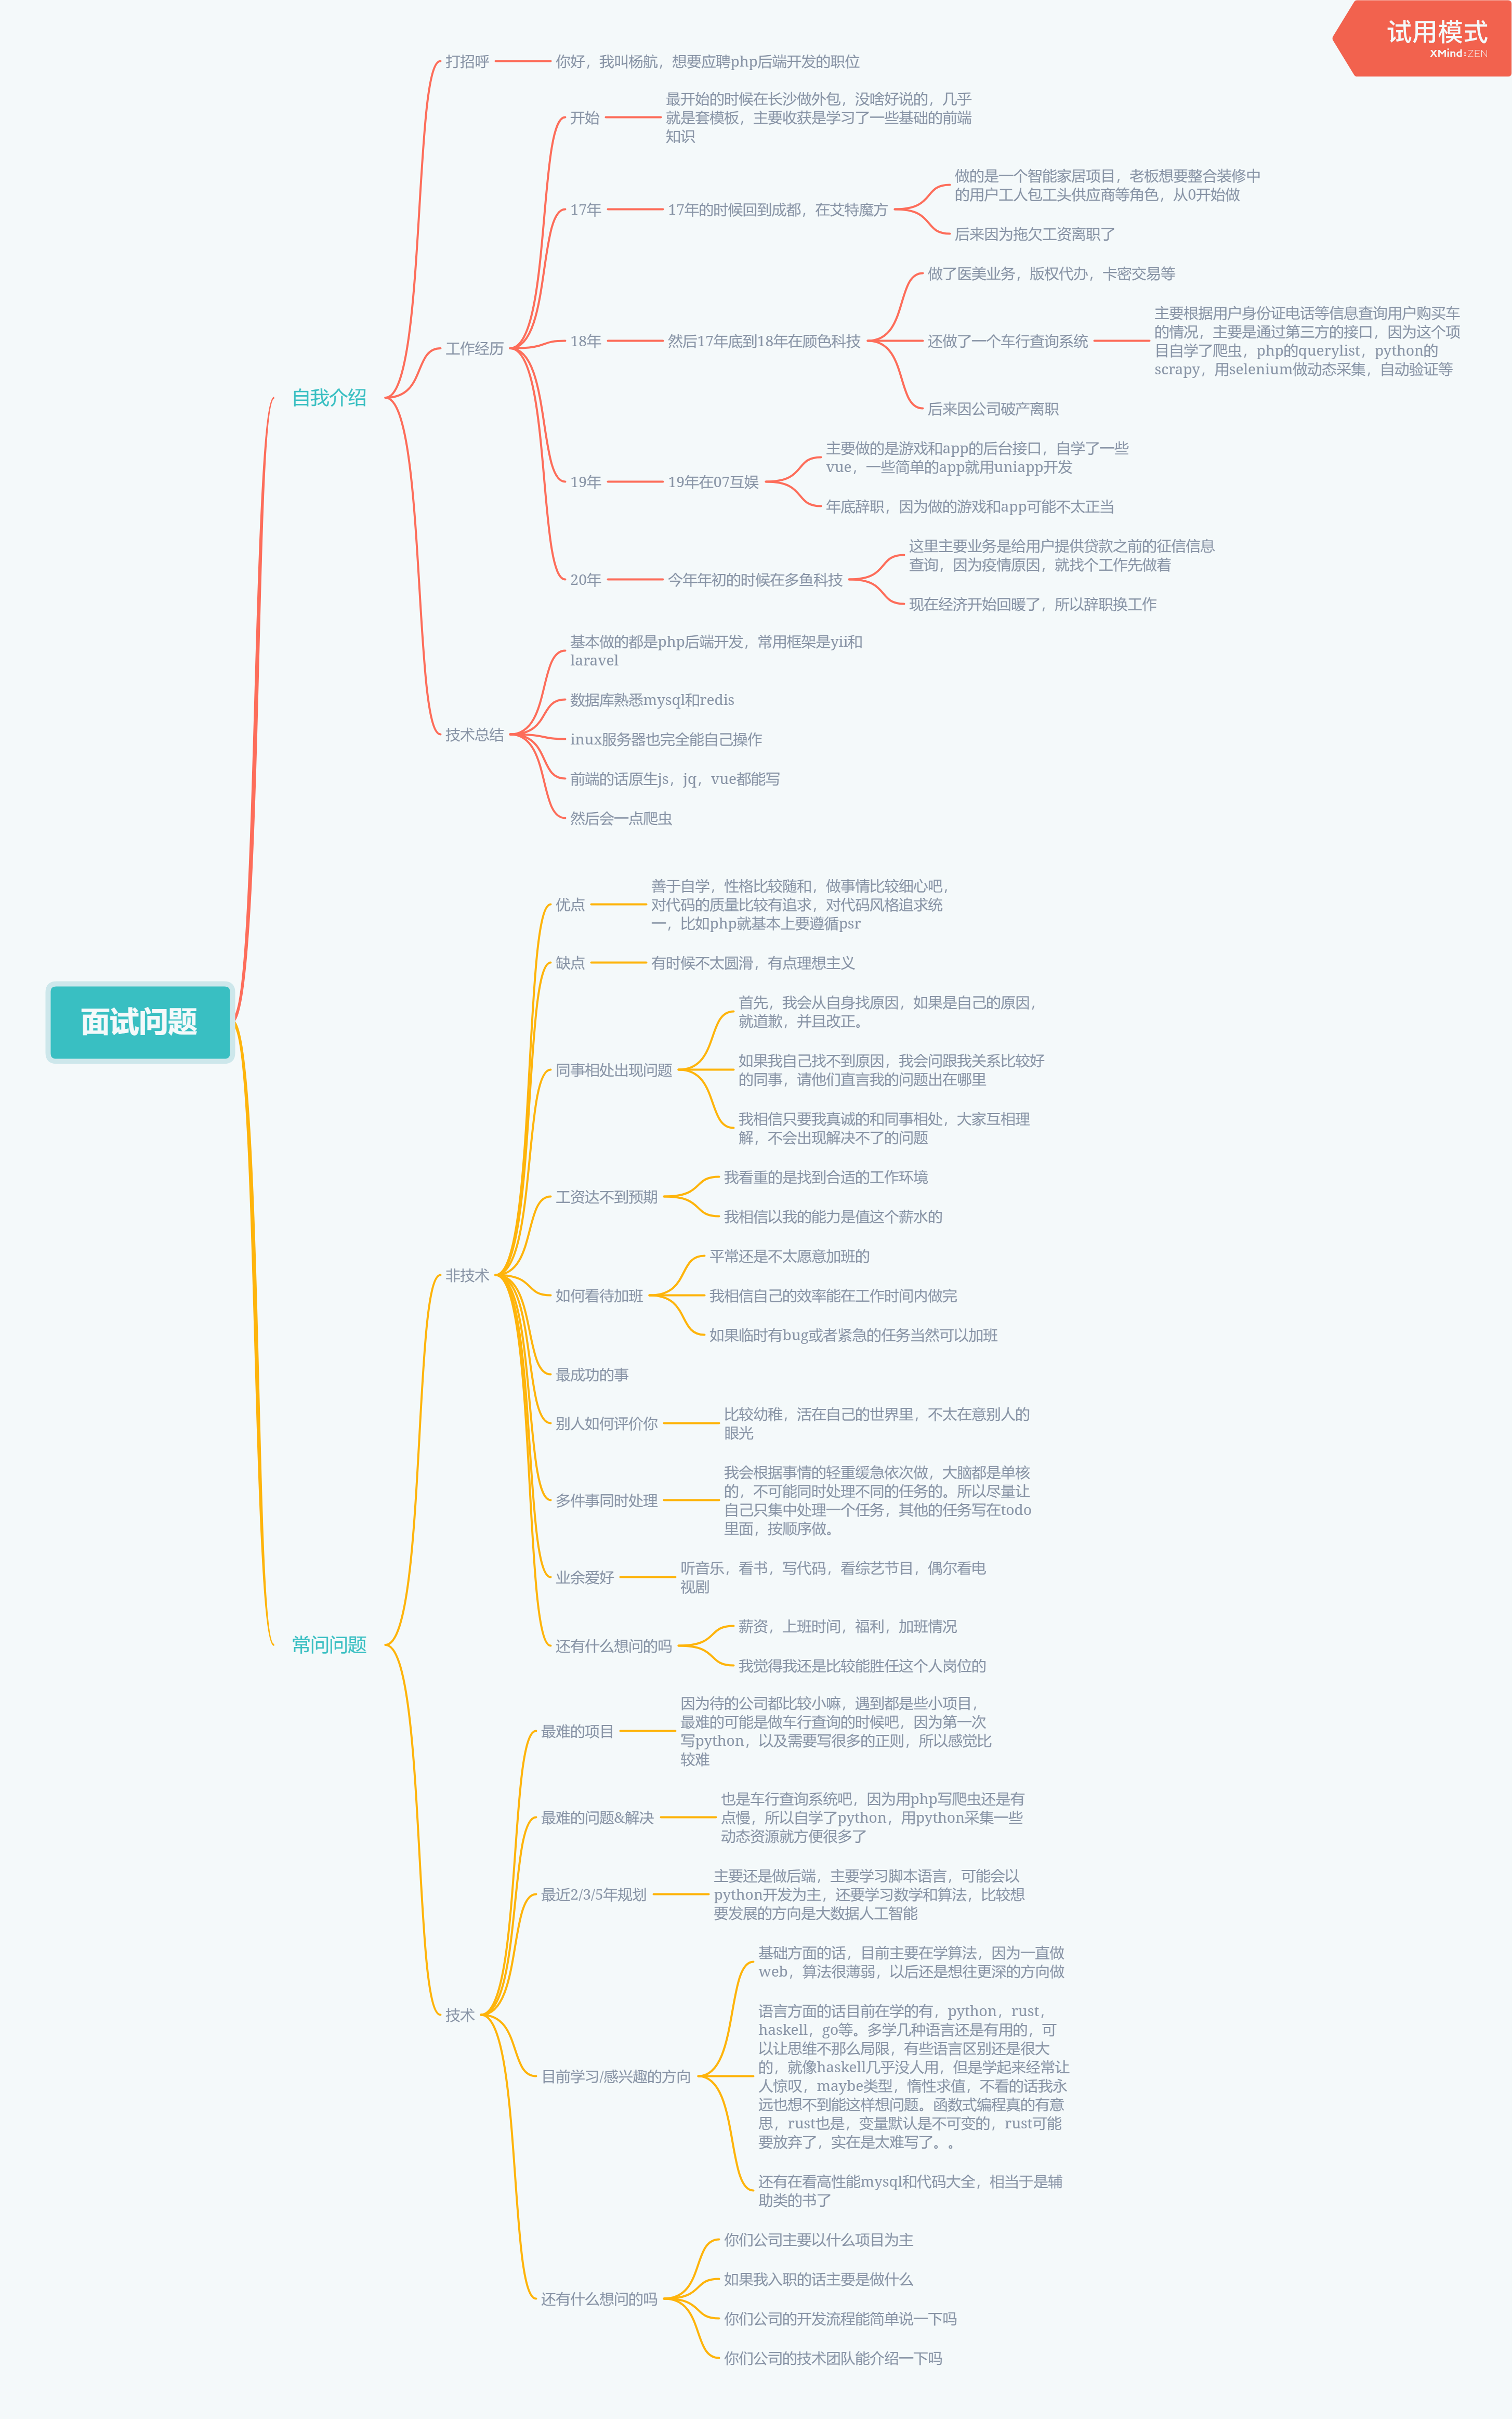 试用模式
XMind:ZEN
面试问题
自我介绍
打招呼
你好，我叫杨航，想要应聘php后端开发的职位
工作经历
开始
最开始的时候在长沙做外包，没啥好说的，几乎
就是套模板，主要收获是学习了一些基础的前端
知识
17年
17年的时候回到成都，在艾特魔方
做的是一个智能家居项目，老板想要整合装修中
的用户工人包工头供应商等角色，从0开始做
后来因为拖欠工资离职了
18年
然后17年底到18年在顾色科技
做了医美业务，版权代办，卡密交易等
还做了一个车行查询系统
主要根据用户身份证电话等信息查询用户购买车
的情况，主要是通过第三方的接口，因为这个项
目自学了爬虫，php的querylist，python的
scrapy，用selenium做动态采集，自动验证等
后来因公司破产离职
19年
19年在07互娱
主要做的是游戏和app的后台接口，自学了一些
vue，一些简单的app就用uniapp开发
年底辞职，因为做的游戏和app可能不太正当
20年
今年年初的时候在多鱼科技
这里主要业务是给用户提供贷款之前的征信信息
查询，因为疫情原因，就找个工作先做着
现在经济开始回暖了，所以辞职换工作
技术总结
基本做的都是php后端开发，常用框架是yii和
laravel
数据库熟悉mysql和redis
inux服务器也完全能自己操作
前端的话原生js，jq，vue都能写
然后会一点爬虫
常问问题
非技术
优点
善于自学，性格比较随和，做事情比较细心吧，
对代码的质量比较有追求，对代码风格追求统
一，比如php就基本上要遵循psr
缺点
有时候不太圆滑，有点理想主义
同事相处出现问题
首先，我会从自身找原因，如果是自己的原因，
就道歉，并且改正。
如果我自己找不到原因，我会问跟我关系比较好
的同事，请他们直言我的问题出在哪里
我相信只要我真诚的和同事相处，大家互相理
解，不会出现解决不了的问题
工资达不到预期
我看重的是找到合适的工作环境
我相信以我的能力是值这个薪水的
如何看待加班
平常还是不太愿意加班的
我相信自己的效率能在工作时间内做完
如果临时有bug或者紧急的任务当然可以加班
最成功的事
别人如何评价你
比较幼稚，活在自己的世界里，不太在意别人的
眼光
多件事同时处理
我会根据事情的轻重缓急依次做，大脑都是单核
的，不可能同时处理不同的任务的。所以尽量让
自己只集中处理一个任务，其他的任务写在todo
里面，按顺序做。
业余爱好
听音乐，看书，写代码，看综艺节目，偶尔看电
视剧
还有什么想问的吗
薪资，上班时间，福利，加班情况
我觉得我还是比较能胜任这个人岗位的
技术
最难的项目
因为待的公司都比较小嘛，遇到都是些小项目，
最难的可能是做车行查询的时候吧，因为第一次
写python，以及需要写很多的正则，所以感觉比
较难
最难的问题&解决
也是车行查询系统吧，因为用php写爬虫还是有
点慢，所以自学了python，用python采集一些
动态资源就方便很多了
最近2/3/5年规划
主要还是做后端，主要学习脚本语言，可能会以
python开发为主，还要学习数学和算法，比较想
要发展的方向是大数据人工智能
目前学习/感兴趣的方向
基础方面的话，目前主要在学算法，因为一直做
web，算法很薄弱，以后还是想往更深的方向做
语言方面的话目前在学的有，python，rust，
haskell，go等。多学几种语言还是有用的，可
以让思维不那么局限，有些语言区别还是很大
的，就像haskell几乎没人用，但是学起来经常让
人惊叹，maybe类型，惰性求值，不看的话我永
远也想不到能这样想问题。函数式编程真的有意
思，rust也是，变量默认是不可变的，rust可能
要放弃了，实在是太难写了。。
还有在看高性能mysql和代码大全，相当于是辅
助类的书了
还有什么想问的吗
你们公司主要以什么项目为主
如果我入职的话主要是做什么
你们公司的开发流程能简单说一下吗
你们公司的技术团队能介绍一下吗